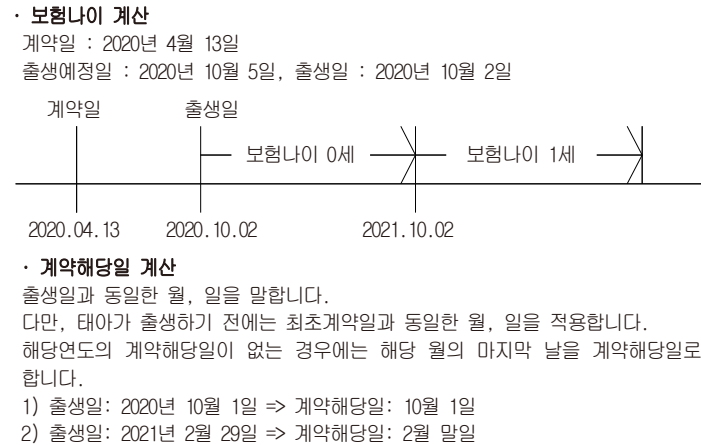 · 보험나이 계산
계약일 : 2020년 4월 13일
출생예정일 : 2020년 10월 5일, 출생일 : 2020년 10월 2일
계약일 출생일
보험나이 0세 보험나이 1세
2020.04.13 2020.10.02 2021.10.02
· 계약해당일 계산
출생일과 동일한 월, 일을 말합니다.
다만, 태아가 출생하기 전에는 최초계약일과 동일한 월, 일을 적용합니다.
해당연도의 계약해당일이 없는 경우에는 해당 월의 마지막 날을 계약해당일로
합니다.
1) 출생일: 2020년 10월 1일 => 계약해당일: 10월 1일
2) 출생일: 2021년 2월 29일 => 계약해당일: 2월 말일